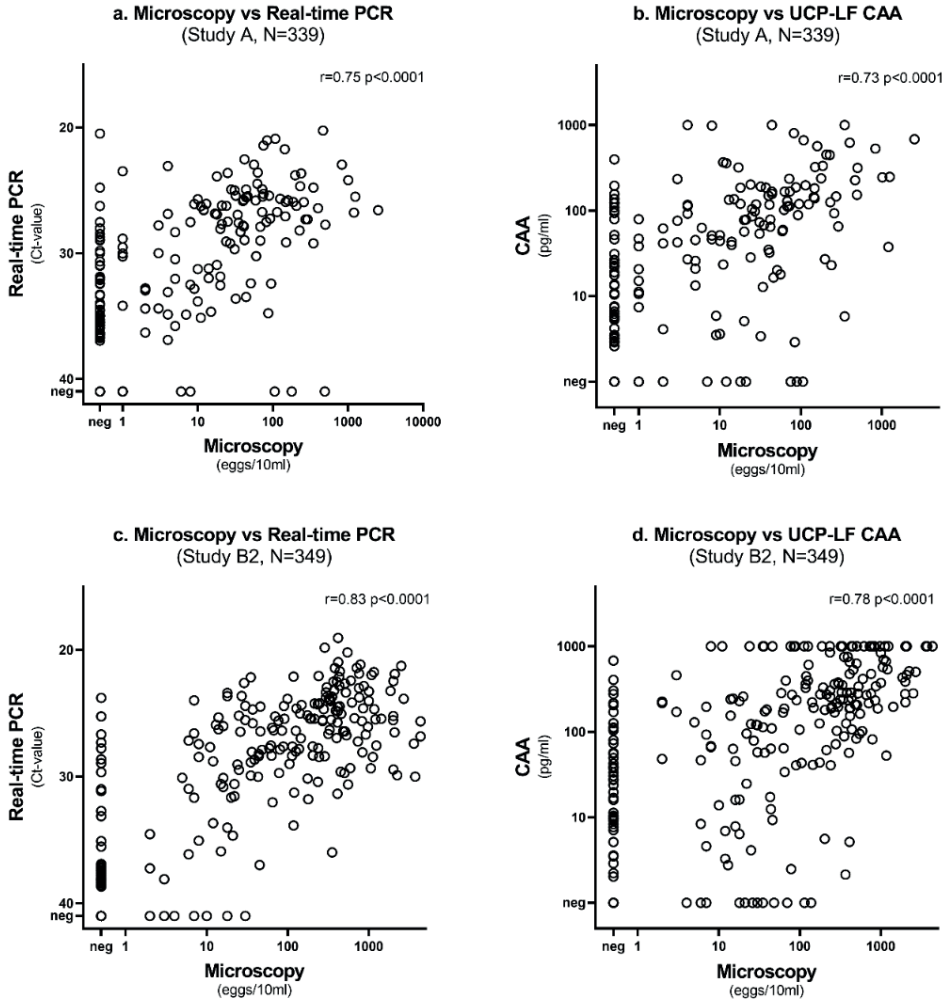 a. Microscopy vs Real-time PCR
(Study A, N=339)
r=0.75 p<0.0001
Real-time PCR
(Ct-value)
20
30
40
neg
neg 1 10 100 1000 10000
Microscopy
(eggs/10ml)
b. Microscopy vs UCP-LF CAA
(Study A, N=339)
r=0.73 p<0.0001
CAA
(pg/ml)
1000
100
10
neg
neg 1 10 100 1000
Microscopy
(eggs/10ml)
c. Microscopy vs Real-time PCR
(Study B2, N=349)
r=0.83 p<0.0001
Real-time PCR
(Ct-value)
20
30
40
neg
neg 1 10 100 1000
Microscopy
(eggs/10ml)
d. Microscopy vs UCP-LF CAA
(Study B2, N=349)
r=0.78 p<0.0001
CAA
(pg/ml)
1000
100
10
neg
neg 1 10 100 1000
Microscopy
(eggs/10ml)